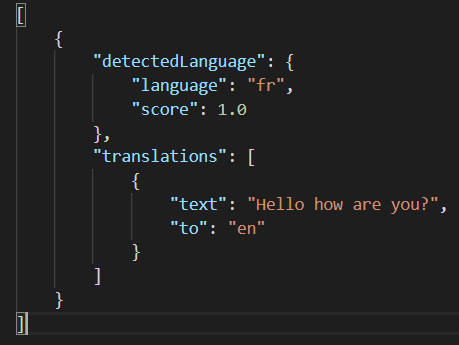 [
    {
        "detectedLanguage": {
            "language": "fr",
            "score": 1.0
        },
        "translations": [
            {
                "text": "Hello how are you?",
                "to": "en"
            }
        ]
    }
]